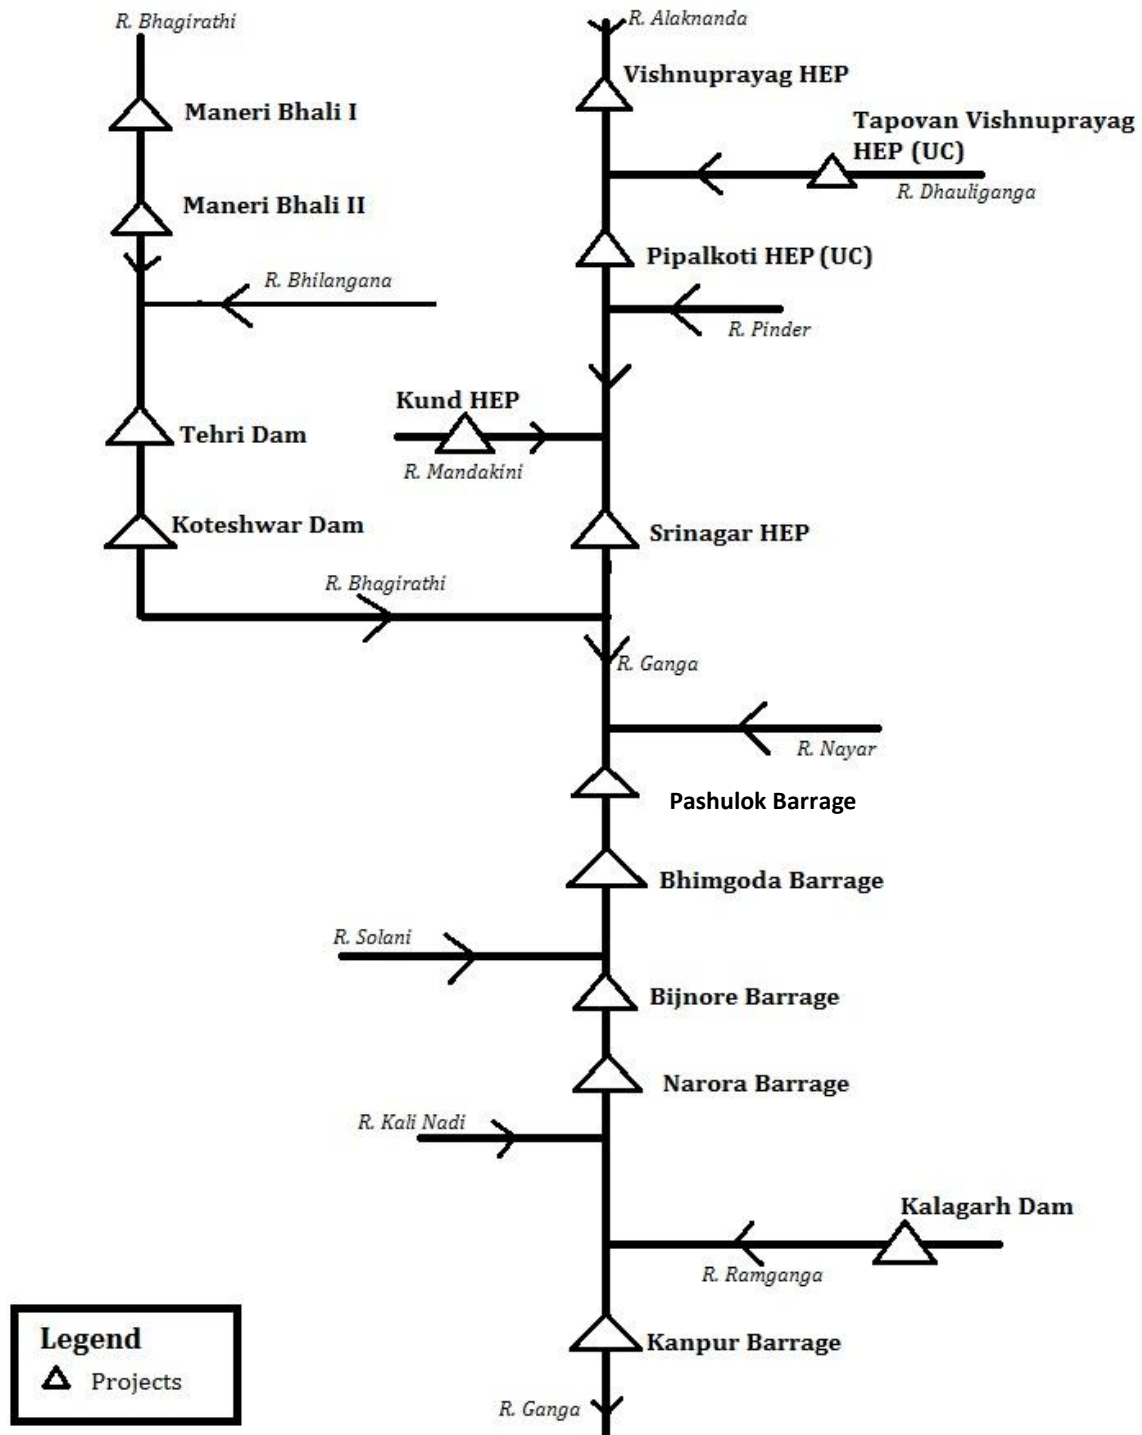 R. Bhagirathi
R. Alaknanda
Vishnuprayag HEP
Maneri Bhali I
Tapovan Vishnuprayag
HEP (UC)
R. Dhauliganga
Maneri Bhali II
Pipalkoti HEP (UC)
R. Bhilangana
R. Pinder
Kund HEP
Tehri Dam
R. Mandakini
Koteshwar Dam
Srinagar HEP
R. Bhagirathi
R. Ganga
R. Nayar
Pashulok Barrage
Bhimgoda Barrage
R. Solani
Bijnore Barrage
Narora Barrage
R. Kali Nadi
Kalagarh Dam
R. Ramganga
Legend
Projects
Kanpur Barrage
R. Ganga